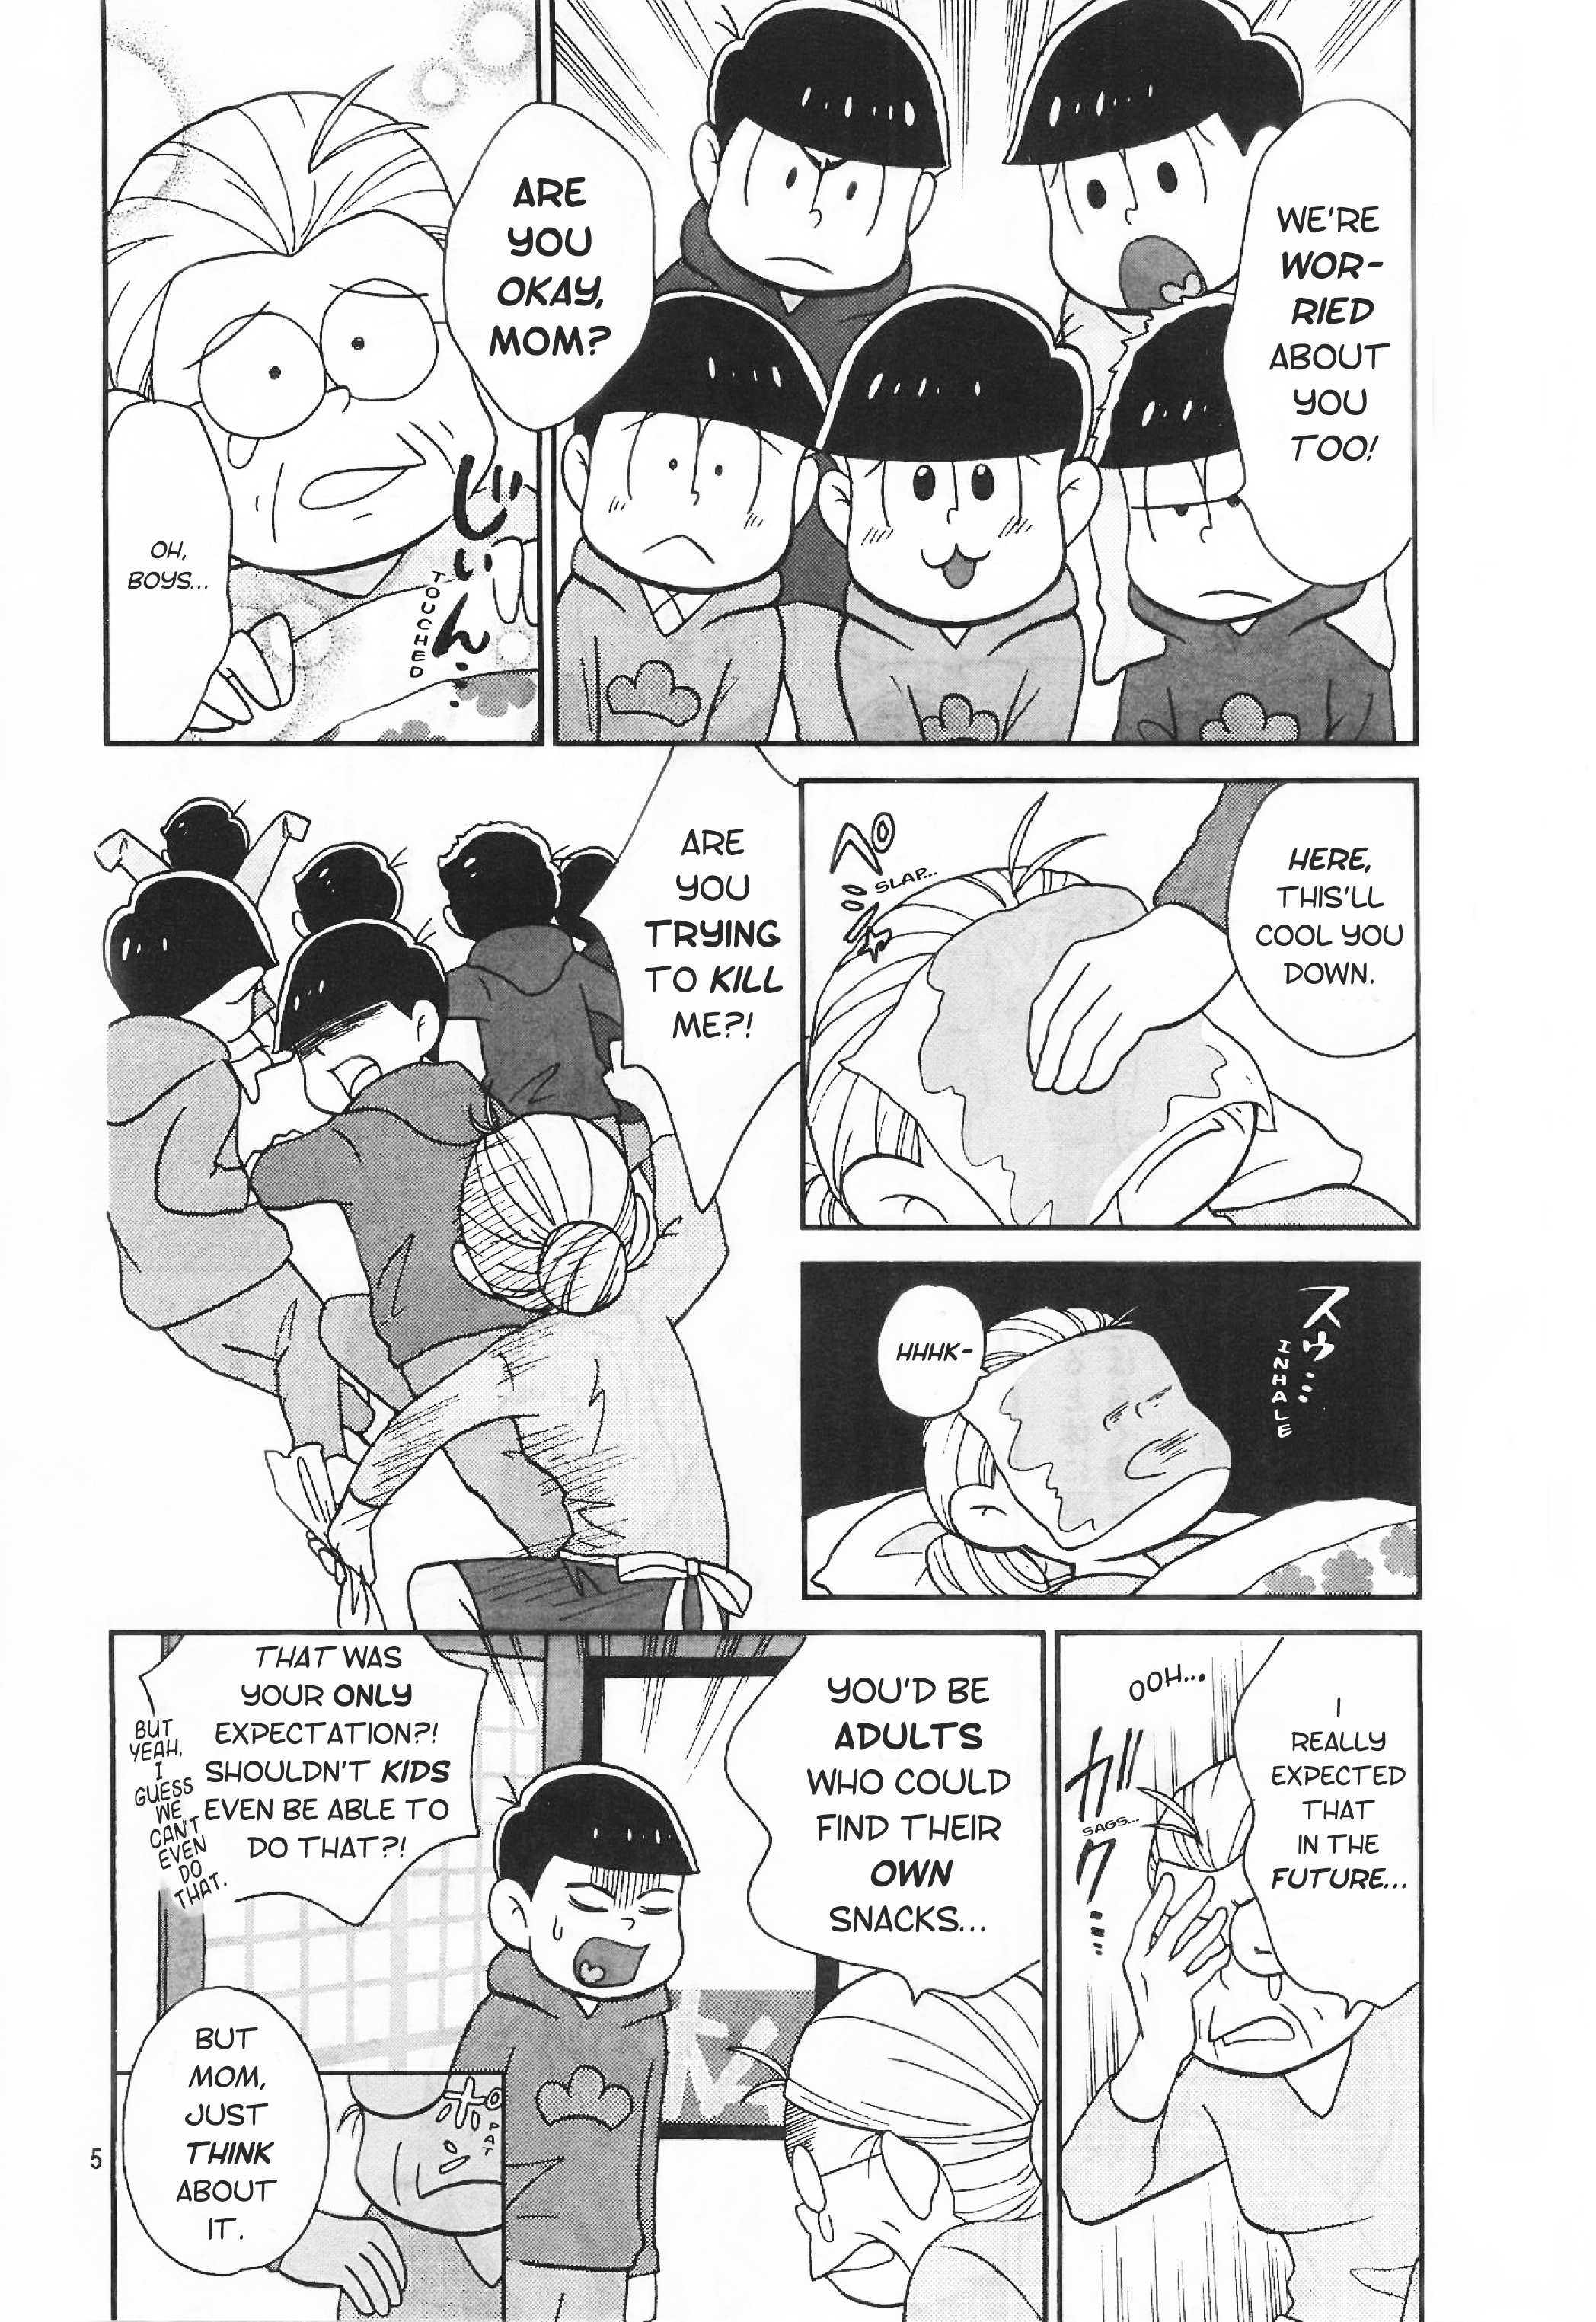 WE'RE
WOR-
RIED
ABOUT
YOU
TOO!
ARE
YOU
OKAY,
MOM?
じぃん…
TOUCHED
OH,
BOYS...
HERE,
THIS'LL
COOL YOU
DOWN.
ペ
SLAP...
スゥ…
INHALE
HHHK-
ARE
YOU
TRYING
TO KILL
ME?!
I
REALLY
EXPECTED
THAT
IN THE
FUTURE...
OOH...
ガク…
SAGS...
YOU'D BE
ADULTS
WHO COULD
FIND THEIR
OWN
SNACKS...
THAT WAS
YOUR ONLY
EXPECTATION?!
SHOULDN'T KIDS
EVEN BE ABLE TO
DO THAT?!
BUT
YEAH,
I
GUESS
WE
CAN'T
EVEN
DO
THAT.
松
BUT
MOM,
JUST
THINK
ABOUT
IT.
ポ
PAT
5